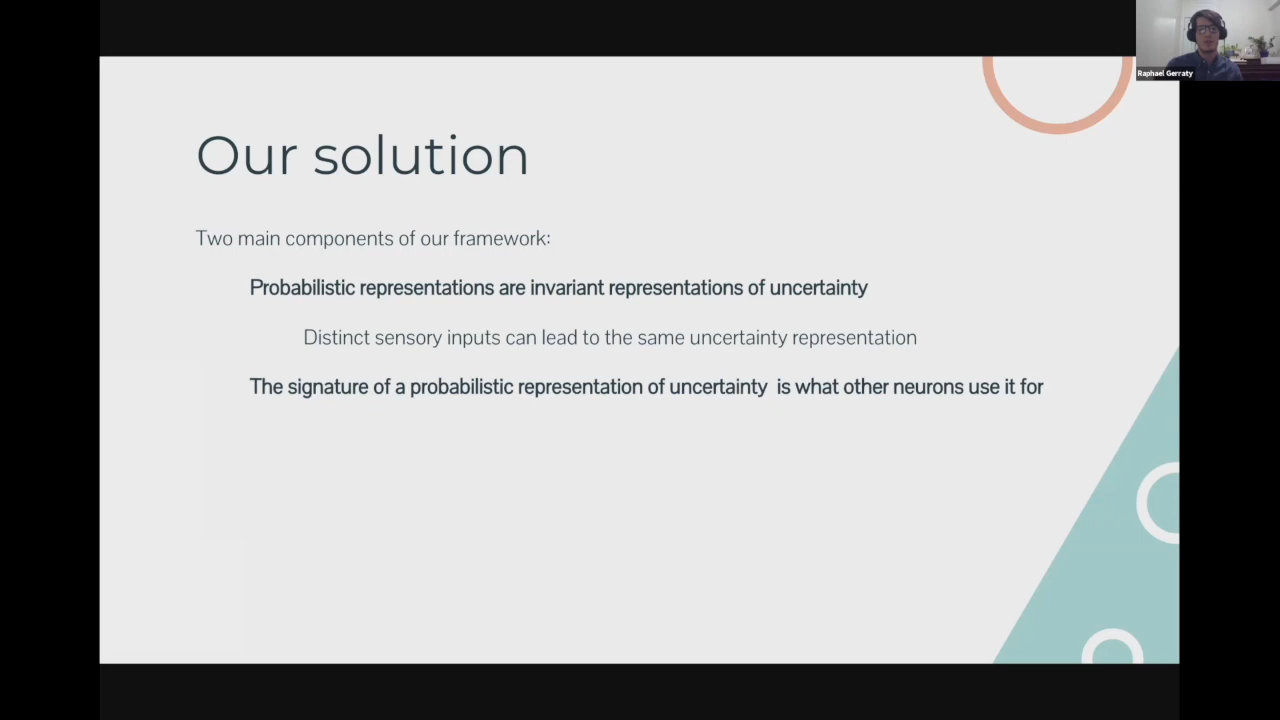 Raphael Gerraty
Our solution
Two main components of our framework:
Probabilistic representations are invariant representations of uncertainty
Distinct sensory inputs can lead to the same uncertainty representation
The signature of a probabilistic representation of uncertainty  is what other neurons use it for